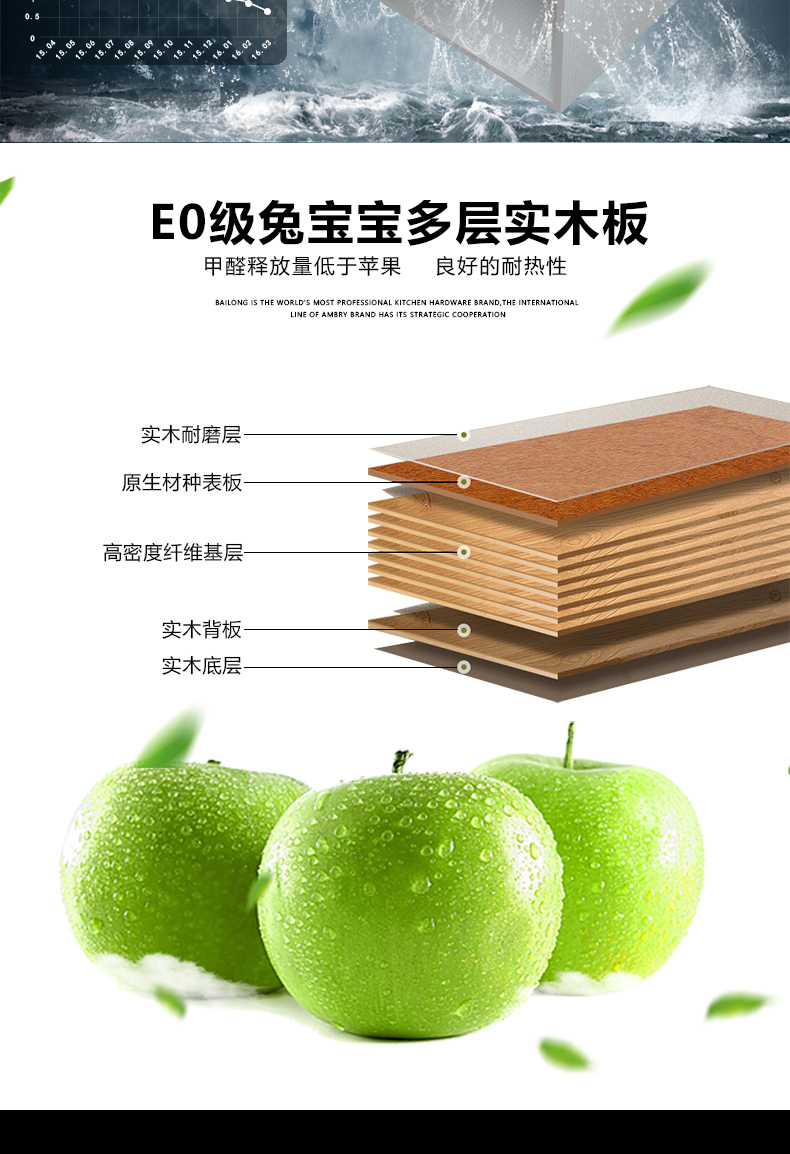 0.5
0
15.04 15.05 15.06 15.07 15.08 15.09 15.10 15.11 15.12 16.01 16.02 16.03
E0级兔宝宝多层实木板
甲醛释放量低于苹果 良好的耐热性
BAILONG IS THE WORLD'S MOST PROFESSIONAL KITCHEN HARDWARE BRAND,THE INTERNATIONAL
LINE OF AMBRY BRAND HAS ITS STRATEGIC COOPERATION
实木耐磨层
原生材种表板
高密度纤维基层
实木背板
实木底层